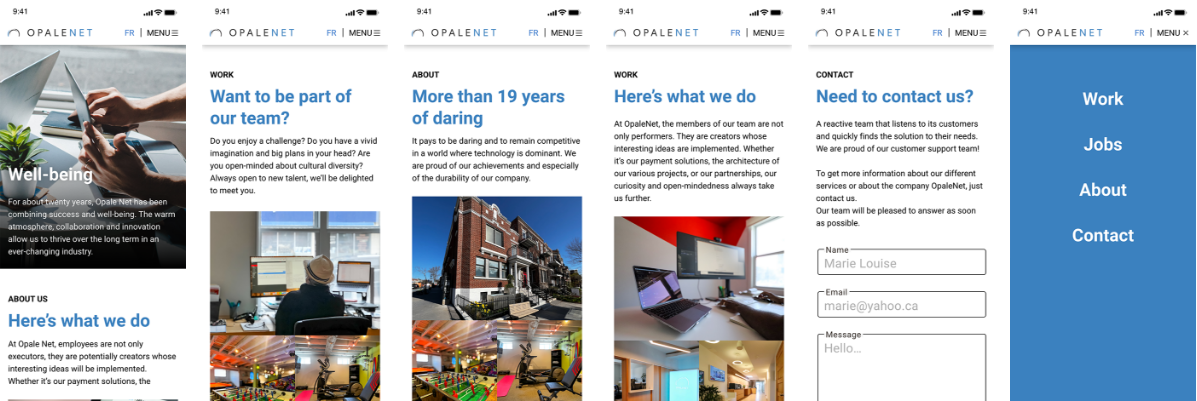 9:41
OPALENET
FR | MENU
Well-being
For about twenty years, Opale Net has been
combining success and well-being. The warm
atmosphere, collaboration and innovation
allow us to thrive over the long term in an
ever-changing industry.
ABOUT US
Here's what we do
At Opale Net, employees are not only
executors, they are potentially creators whose
interesting ideas will be implemented.
Whether it's our payment solutions, the
9:41
OPALENET
FR | MENU
WORK
Want to be part of
our team?
Do you enjoy a challenge? Do you have a vivid
imagination and big plans in your head? Are
you open-minded about cultural diversity?
Always open to new talent, we'll be delighted
to meet you.
9:41
OPALENET
FR | MENU
ABOUT
More than 19 years
of daring
It pays to be daring and to remain competitive
in a world where technology is dominant. We
are proud of our achievements and especially
of the durability of our company.
9:41
OPALENET
FR | MENU
WORK
Here's what we do
At OpaleNet, the members of our team are not
only performers. They are creators whose
interesting ideas are implemented. Whether
it's our payment solutions, the architecture of
our various projects, or our partnerships, our
curiosity and open-mindedness always take
us further.
9:41
OPALENET
FR | MENU
CONTACT
Need to contact us?
A reactive team that listens to its customers
and quickly finds the solution to their needs.
We are proud of our customer support team!
To get more information about our different
services or about the company OpaleNet, just
contact us.
Our team will be pleased to answer as soon
as possible.
Name
Marie Louise
Email
marie@yahoo.ca
Message
Hello...
9:41
OPALENET
FR | MENU
Work
Jobs
About
Contact